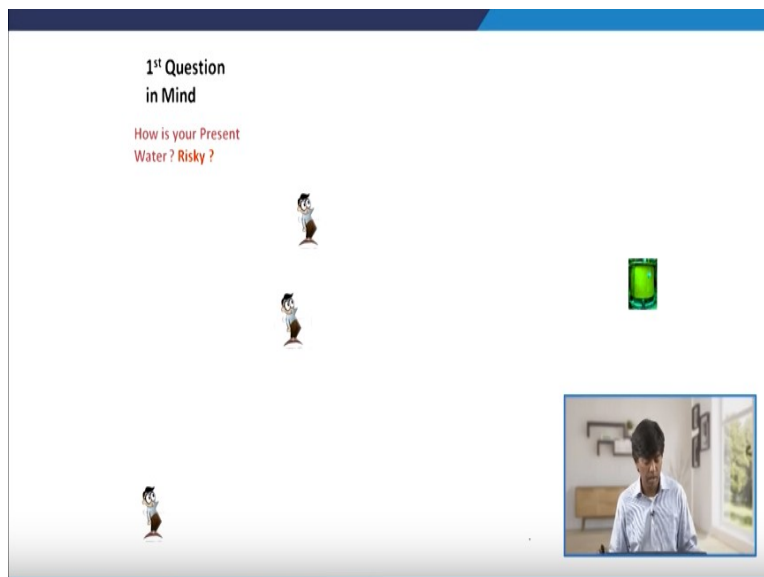 1st Question
in Mind
How is your Present
Water ? Risky ?